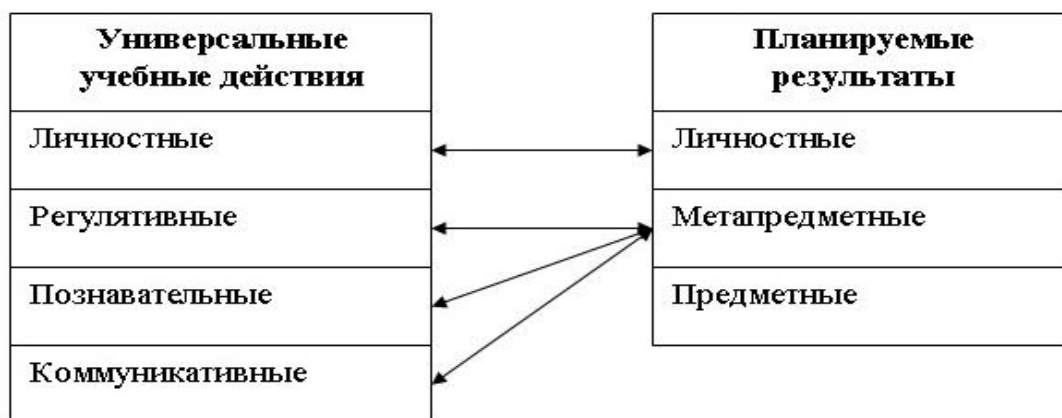 Универсальные
учебные действия
Личностные
Регулятивные
Познавательные
Коммуникативные
Планируемые
результаты
Личностные
Метапредметные
Предметные